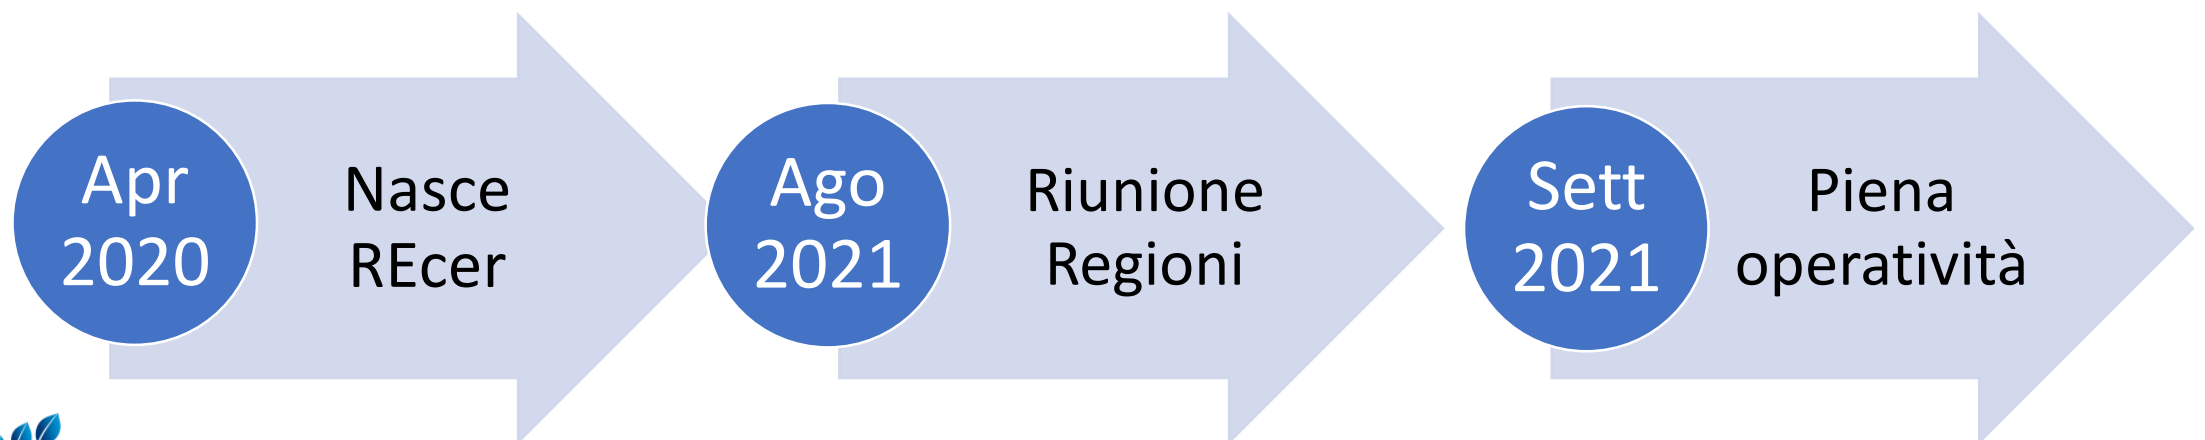 Apr
2020
Nasce
REcer
Ago
2021
Riunione
Regioni
Sett
2021
Piena
operatività